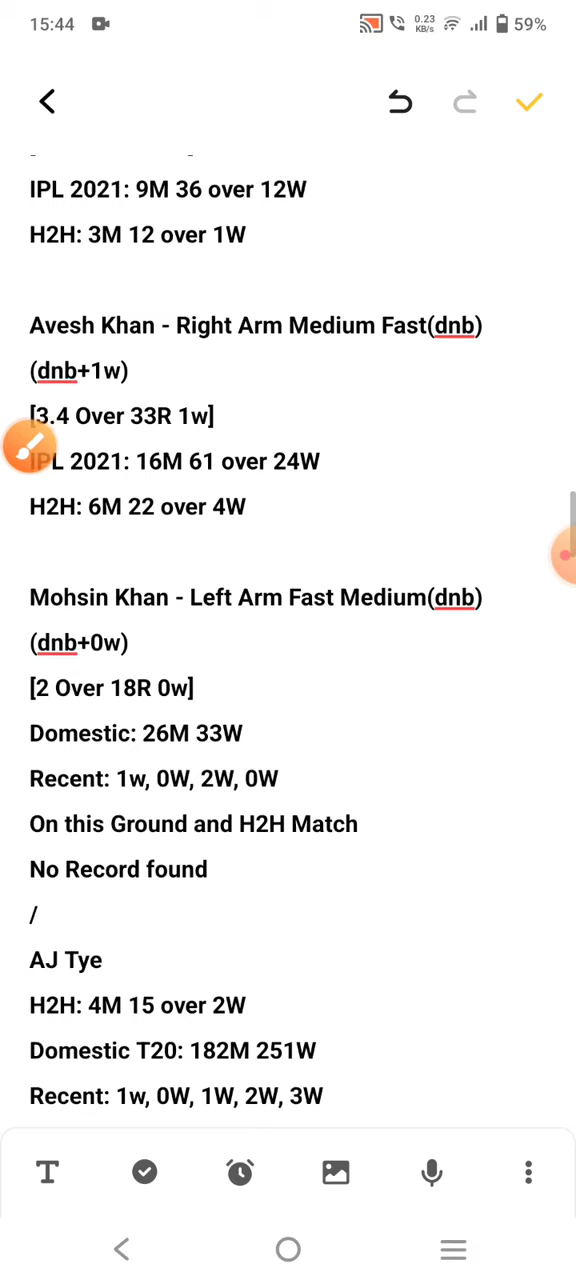 15:44 0.23 KB/s 59%
IPL 2021: 9M 36 over 12W
H2H: 3M 12 over 1W
Avesh Khan - Right Arm Medium Fast(dnb)
(dnb+1w)
[3.4 Over 33R 1w]
IPL 2021: 16M 61 over 24W
H2H: 6M 22 over 4W
Mohsin Khan - Left Arm Fast Medium(dnb)
(dnb+0w)
[2 Over 18R 0w]
Domestic: 26M 33W
Recent: 1w, 0W, 2W, 0W
On this Ground and H2H Match
No Record found
/
AJ Tye
H2H: 4M 15 over 2W
Domestic T20: 182M 251W
Recent: 1w, 0W, 1W, 2W, 3W
T